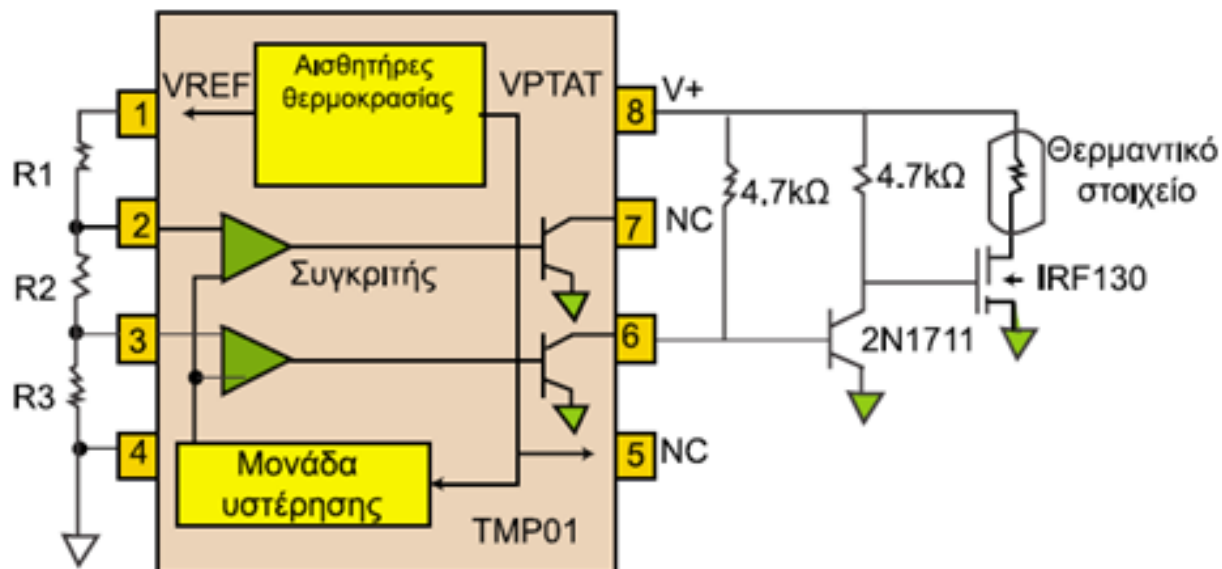 Αισθητήρες
θερμοκρασίας
VREF
VPTAT
V+
1
8
R1
4.7kΩ
4.7kΩ
Θερμαντικό
στοιχείο
2
7
NC
Συγκριτής
R2
IRF130
3
6
2N1711
R3
4
5
NC
Μονάδα
υστέρησης
TMP01